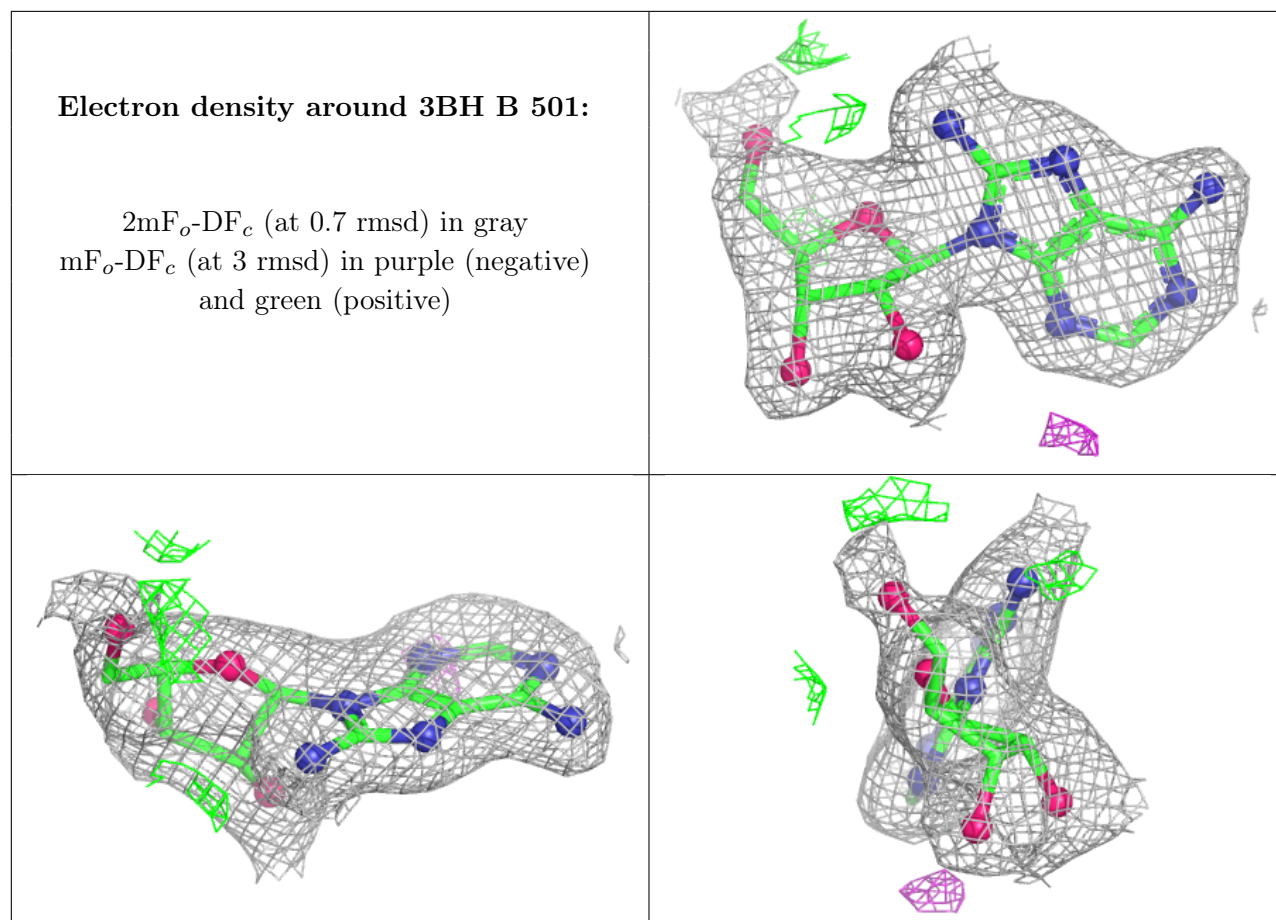 Electron density around 3BH B 501:
2mFo-DFc (at 0.7 rmsd) in gray
mFo-DFc (at 3 rmsd) in purple (negative)
and green (positive)